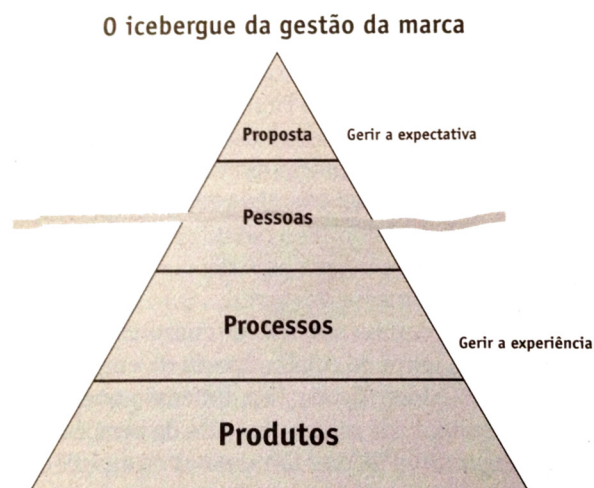 O icebergue da gestão da marca
Proposta
Gerir a expectativa
Pessoas
Processos
Gerir a experiência
Produtos